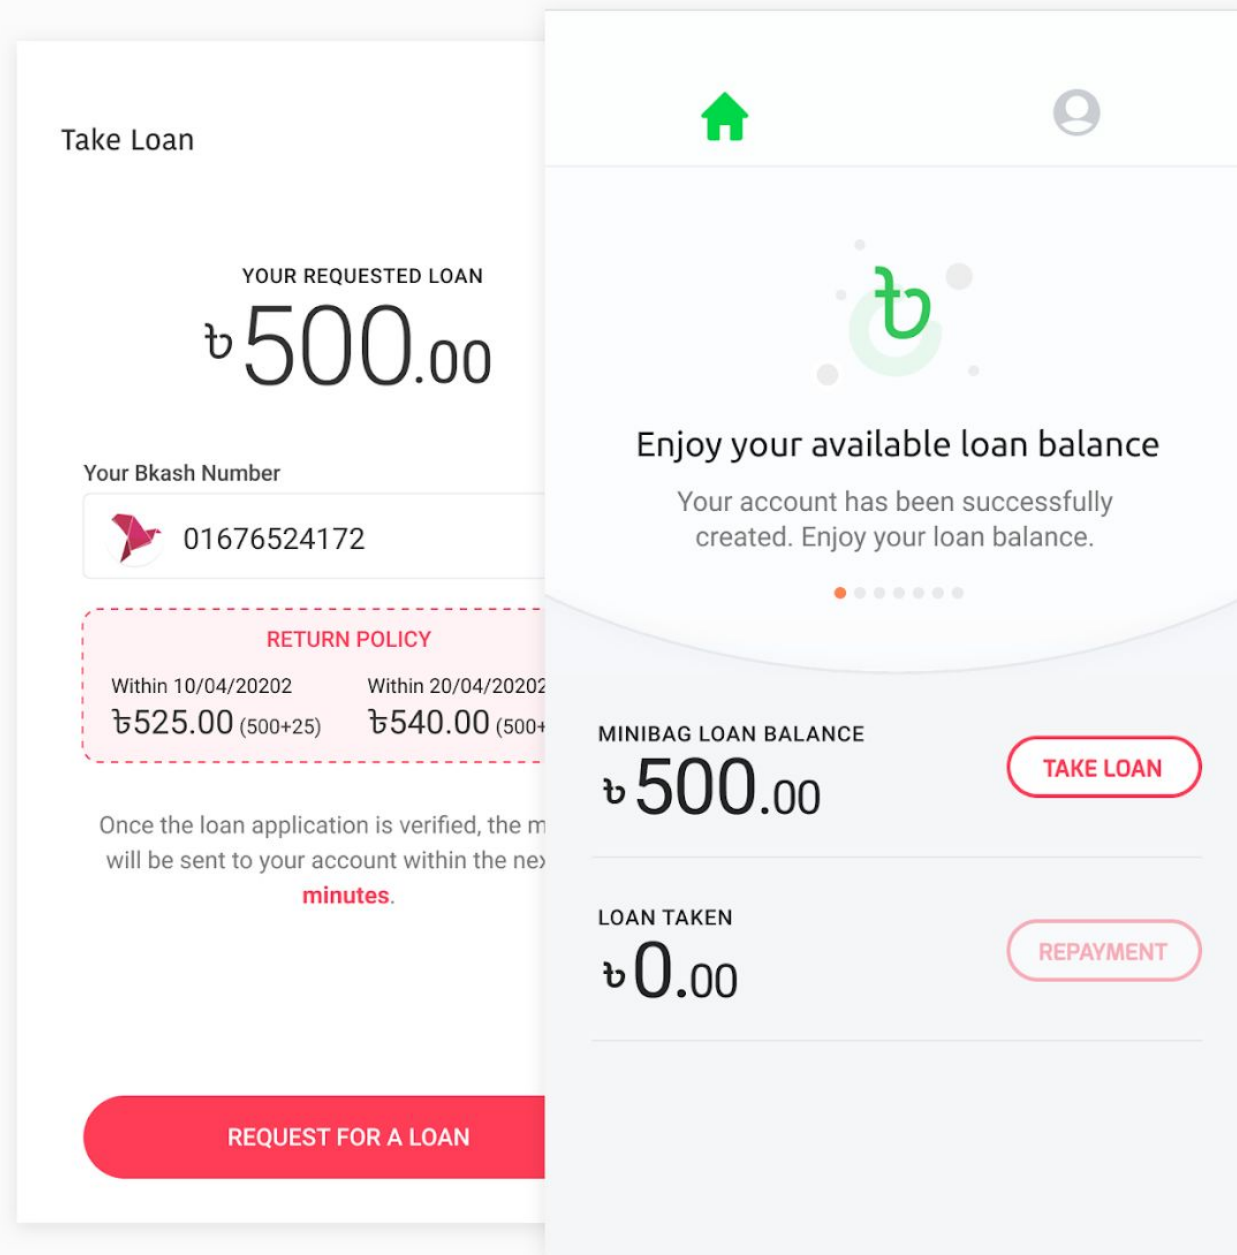 Take Loan
YOUR REQUESTED LOAN
৳500.00
Your Bkash Number
01676524172
RETURN POLICY
Within 10/04/20202 Within 20/04/20202
৳525.00 (500+25) ৳540.00 (500+
Once the loan application is verified, the
will be sent to your account within the
minutes.
REQUEST FOR A LOAN
৳
Enjoy your available loan balance
Your account has been successfully
created. Enjoy your loan balance.
MINIBAG LOAN BALANCE
৳500.00
TAKE LOAN
LOAN TAKEN
৳0.00
REPAYMENT